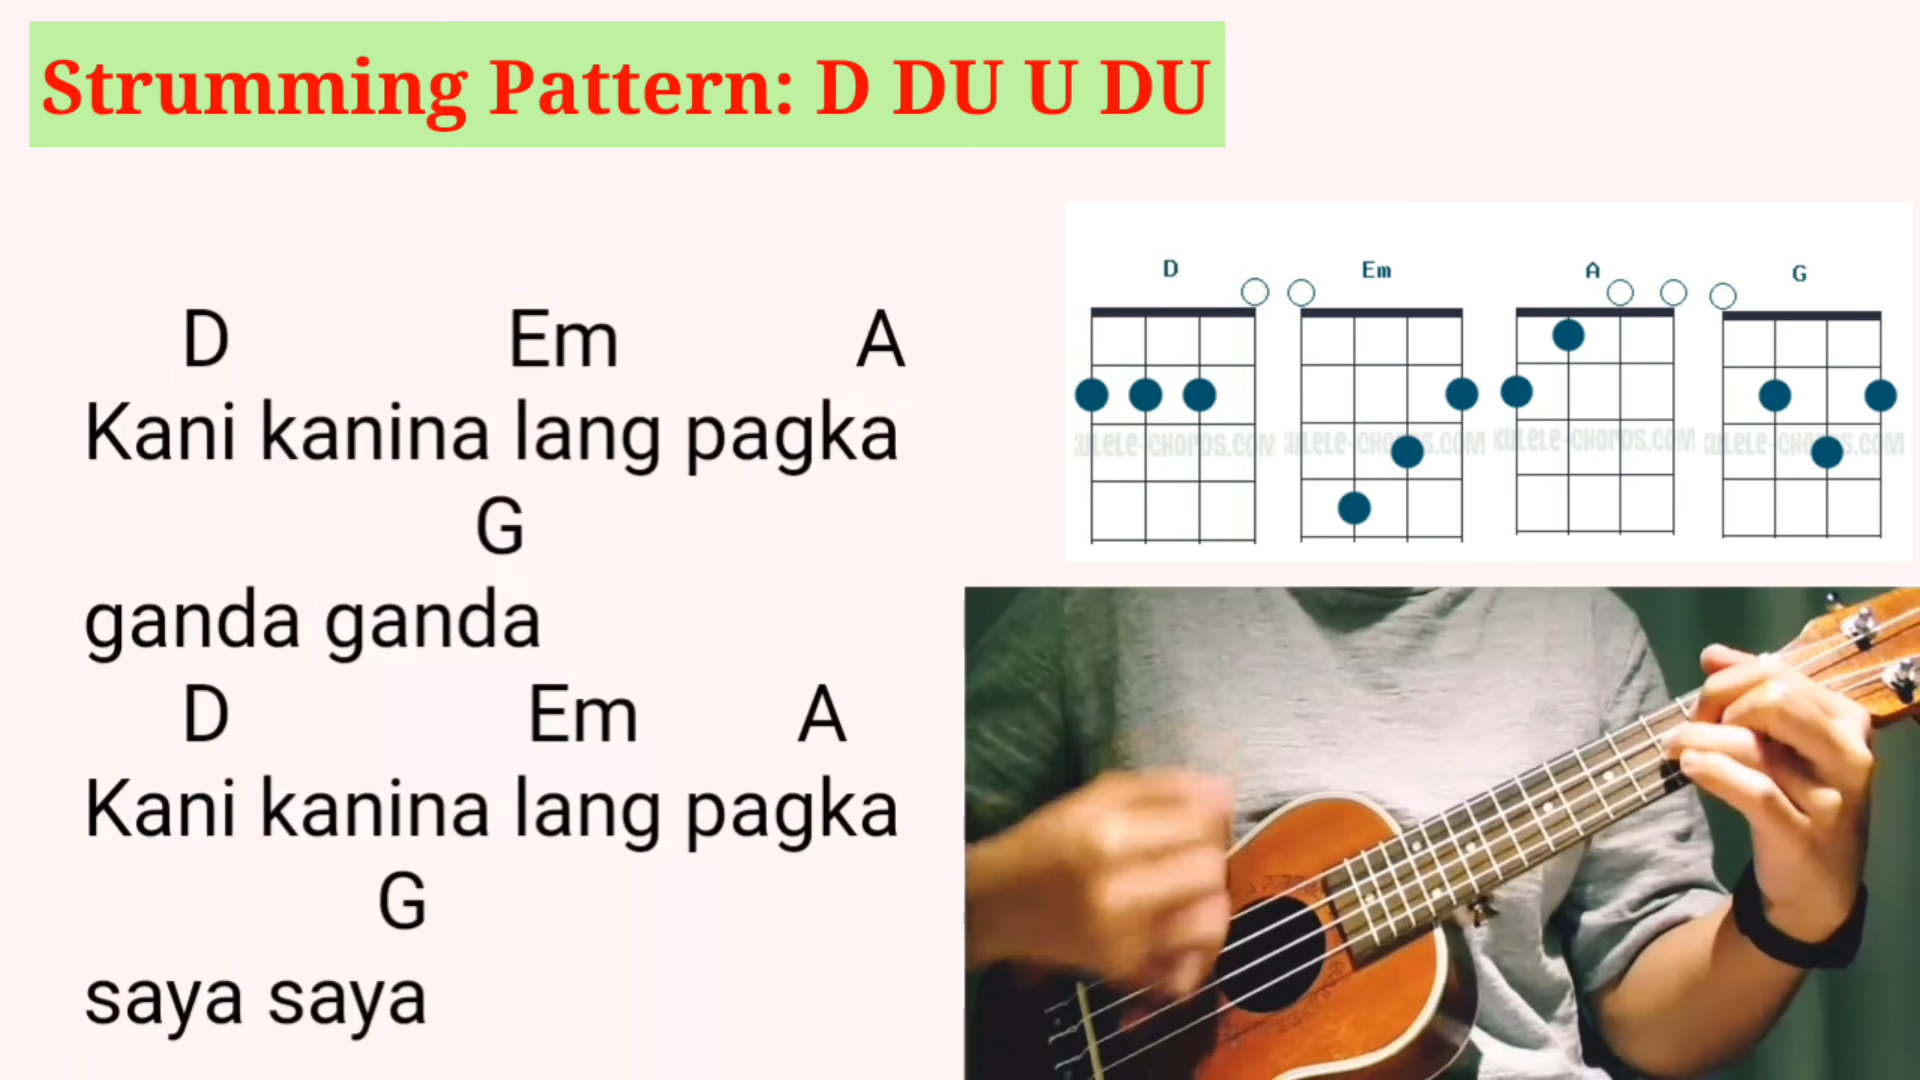 Strumming Pattern: D DU U DU
D Em A
Kani kanina lang pagka
G
ganda ganda
D Em A
Kani kanina lang pagka
G
saya saya
D Em A G